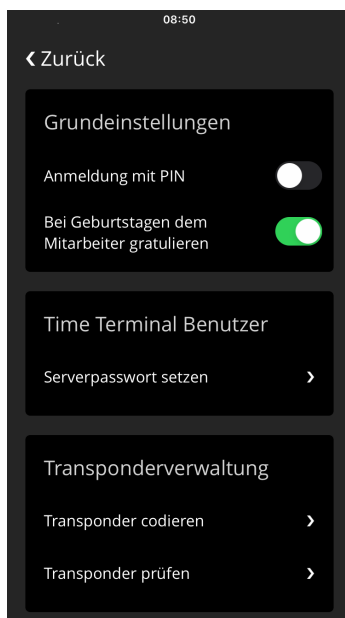 08:50
Zurück
Grundeinstellungen
Anmeldung mit PIN
Bei Geburtstagen dem
Mitarbeiter gratulieren
Time Terminal Benutzer
Serverpasswort setzen
Transponderverwaltung
Transponder codieren
Transponder prüfen